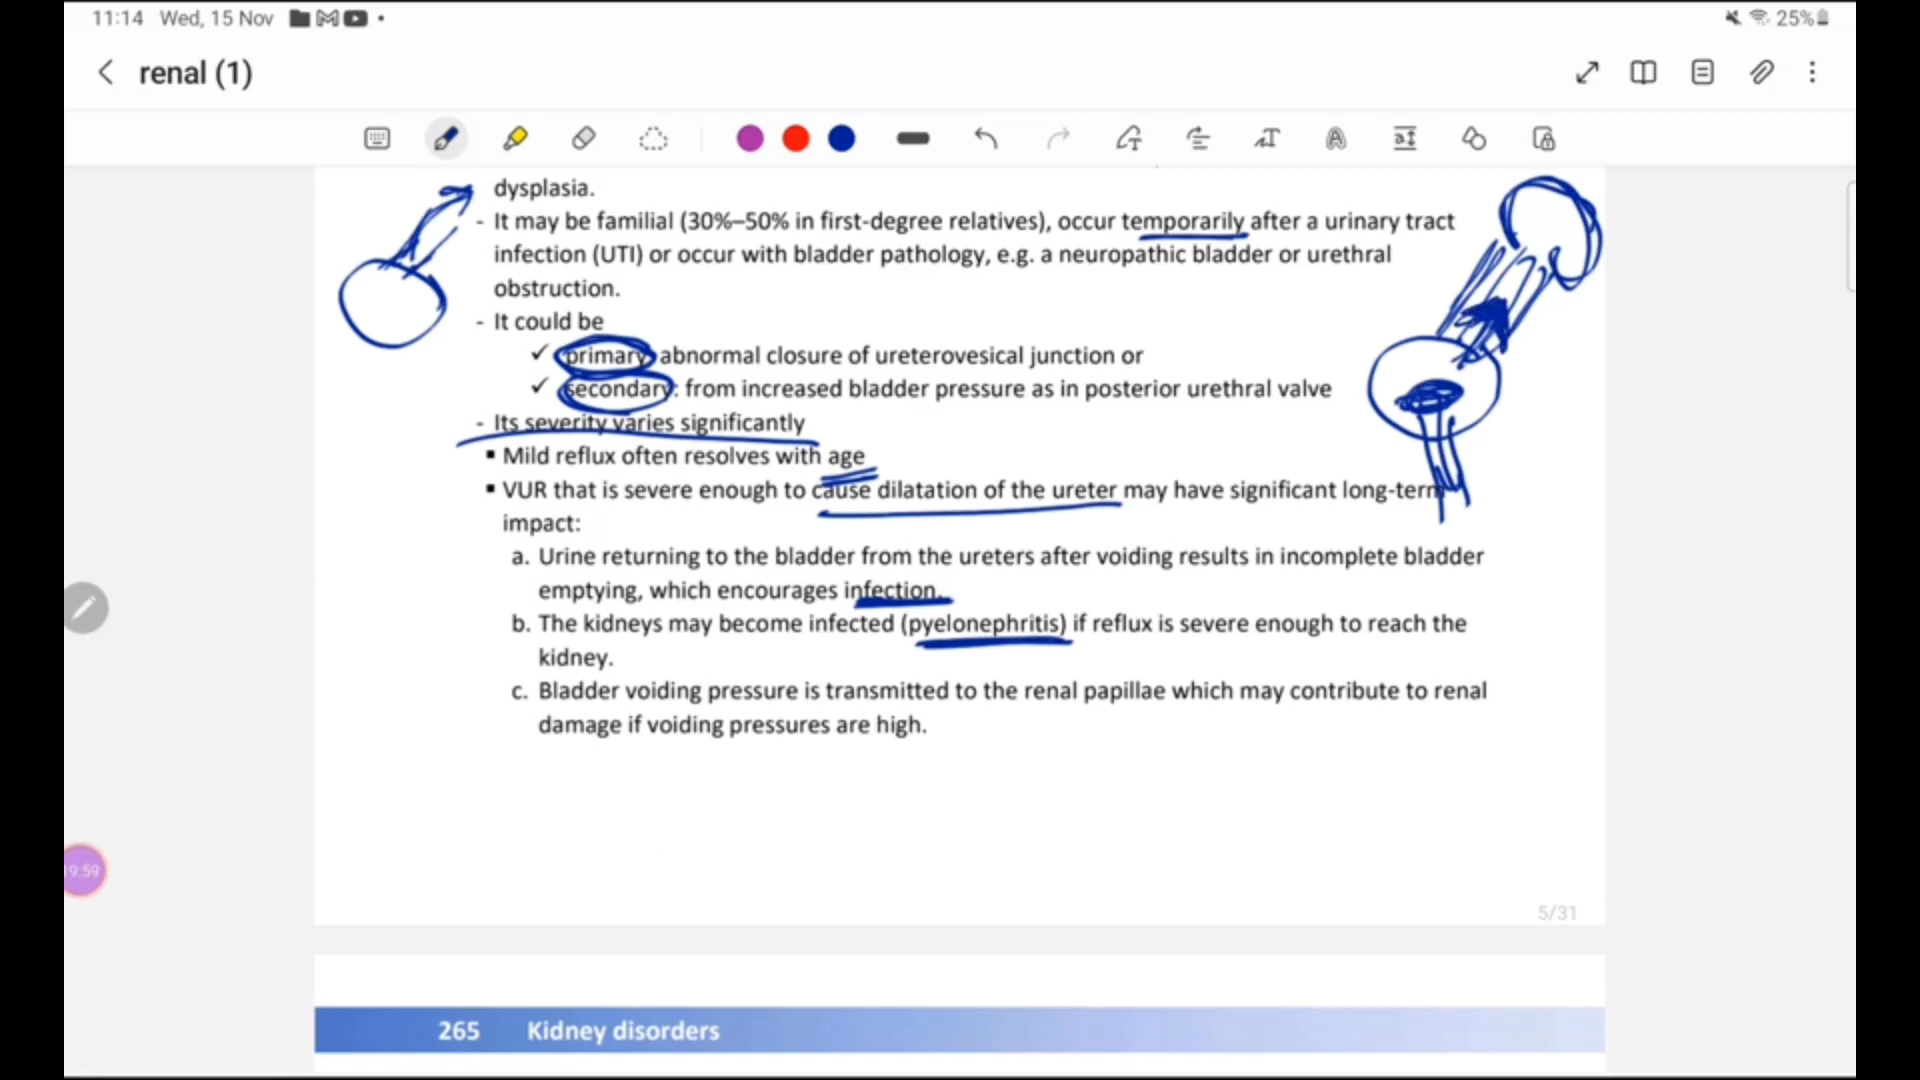 11:14 Wed, 15 Nov
25%
renal (1)
dysplasia.
- It may be familial (30%–50% in first-degree relatives), occur temporarily after a urinary tract
infection (UTI) or occur with bladder pathology, e.g. a neuropathic bladder or urethral
obstruction.
- It could be
✓ primary: abnormal closure of ureterovesical junction or
✓ secondary: from increased bladder pressure as in posterior urethral valve
- Its severity varies significantly
▪ Mild reflux often resolves with age
▪ VUR that is severe enough to cause dilatation of the ureter may have significant long-term
impact:
a. Urine returning to the bladder from the ureters after voiding results in incomplete bladder
emptying, which encourages infection.
b. The kidneys may become infected (pyelonephritis) if reflux is severe enough to reach the
kidney.
c. Bladder voiding pressure is transmitted to the renal papillae which may contribute to renal
damage if voiding pressures are high.
19:59
5/31
265 Kidney disorders